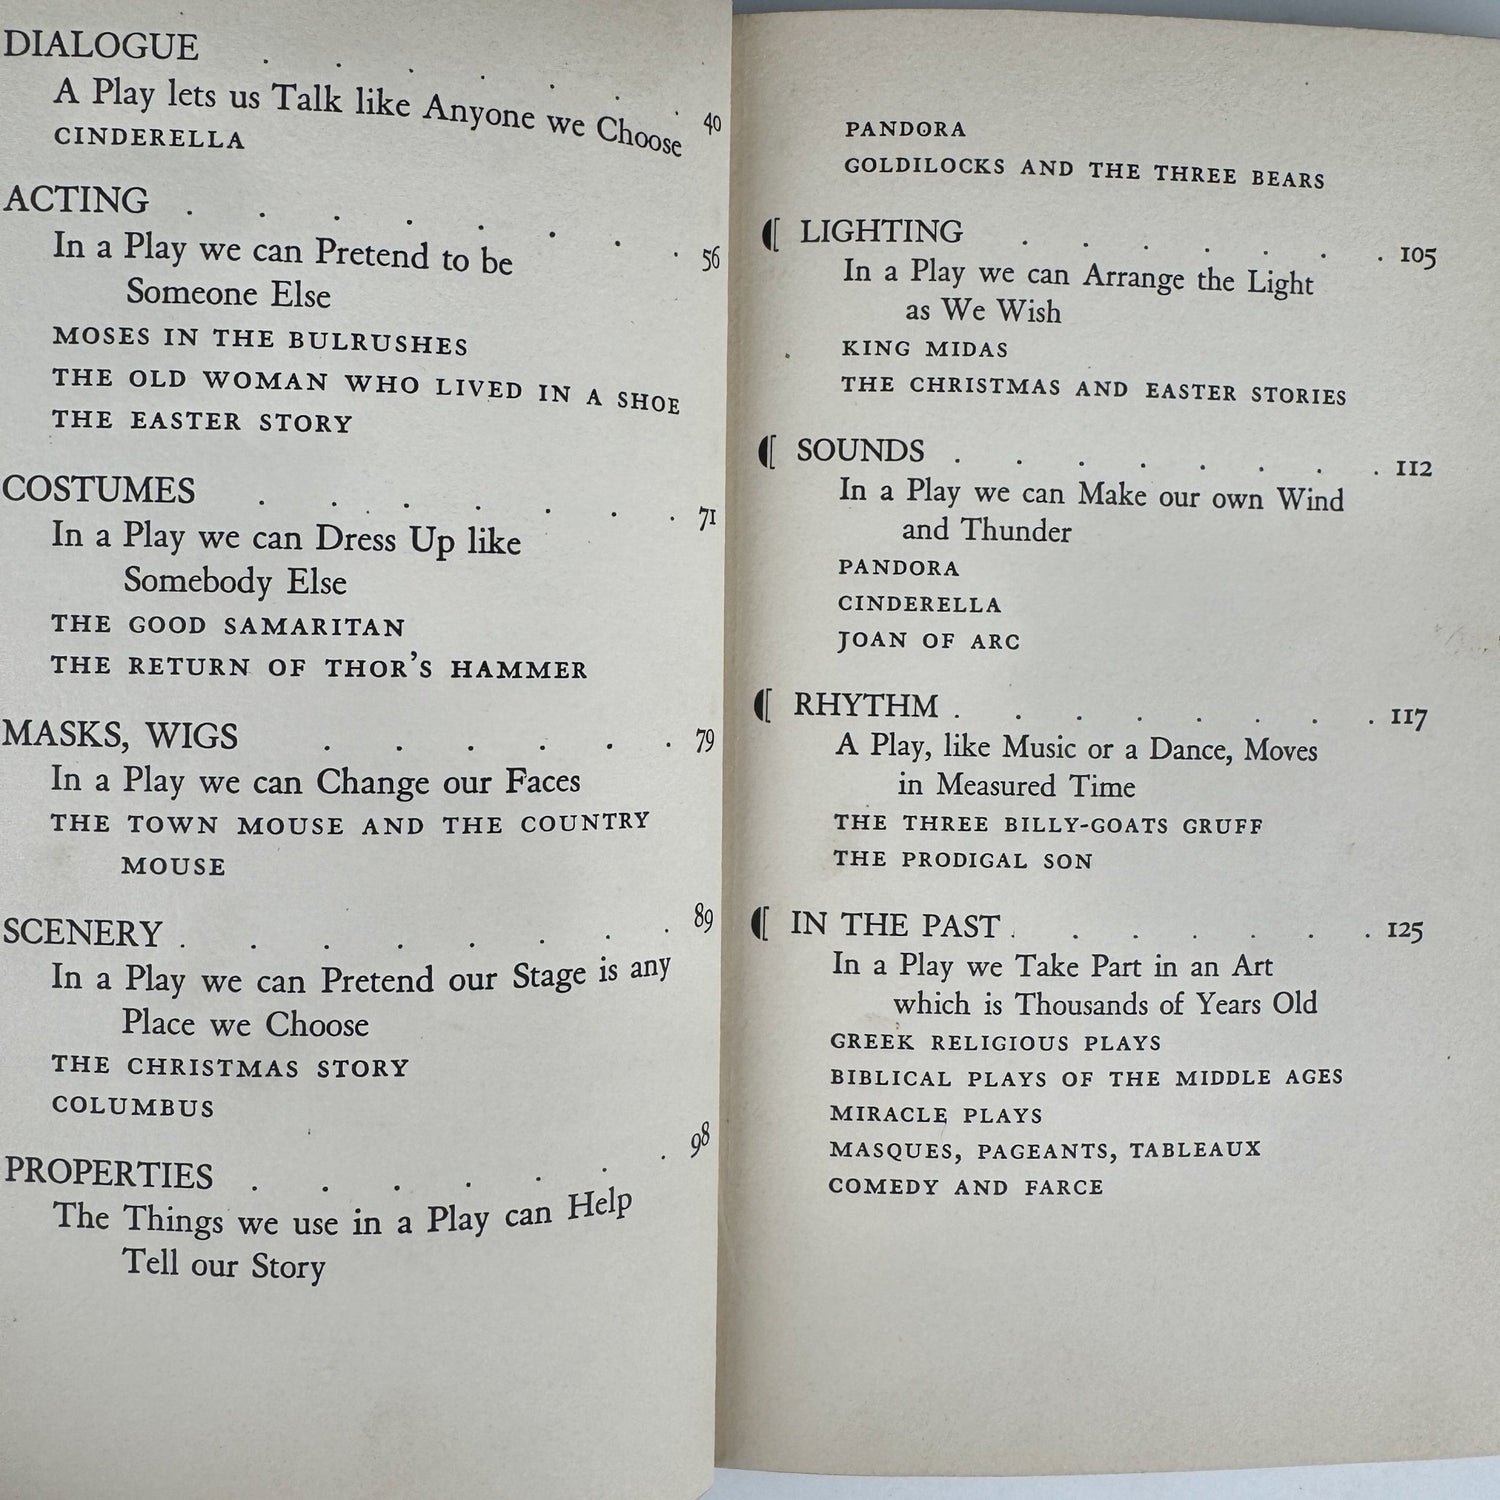 DIALOGUE . . . . . . . 40
A Play lets us Talk like Anyone we Choose
CINDERELLA
ACTING . . . . . . . . 56
In a Play we can Pretend to be
Someone Else
MOSES IN THE BULRUSHES
THE OLD WOMAN WHO LIVED IN A SHOE
THE EASTER STORY
COSTUMES . . . . . . . 71
In a Play we can Dress Up like
Somebody Else
THE GOOD SAMARITAN
THE RETURN OF THOR'S HAMMER
MASKS, WIGS . . . . . . 79
In a Play we can Change our Faces
THE TOWN MOUSE AND THE COUNTRY
MOUSE
SCENERY . . . . . . . . 89
In a Play we can Pretend our Stage is any
Place we Choose
THE CHRISTMAS STORY
COLUMBUS
PROPERTIES . . . . . . . 98
The Things we use in a Play can Help
Tell our Story
PANDORA
GOLDILOCKS AND THE THREE BEARS
LIGHTING . . . . . . . 105
In a Play we can Arrange the Light
as We Wish
KING MIDAS
THE CHRISTMAS AND EASTER STORIES
SOUNDS . . . . . . . . 112
In a Play we can Make our own Wind
and Thunder
PANDORA
CINDERELLA
JOAN OF ARC
RHYTHM . . . . . . . . 117
A Play, like Music or a Dance, Moves
in Measured Time
THE THREE BILLY-GOATS GRUFF
THE PRODIGAL SON
IN THE PAST . . . . . . . 125
In a Play we Take Part in an Art
which is Thousands of Years Old
GREEK RELIGIOUS PLAYS
BIBLICAL PLAYS OF THE MIDDLE AGES
MIRACLE PLAYS
MASQUES, PAGEANTS, TABLEAUX
COMEDY AND FARCE